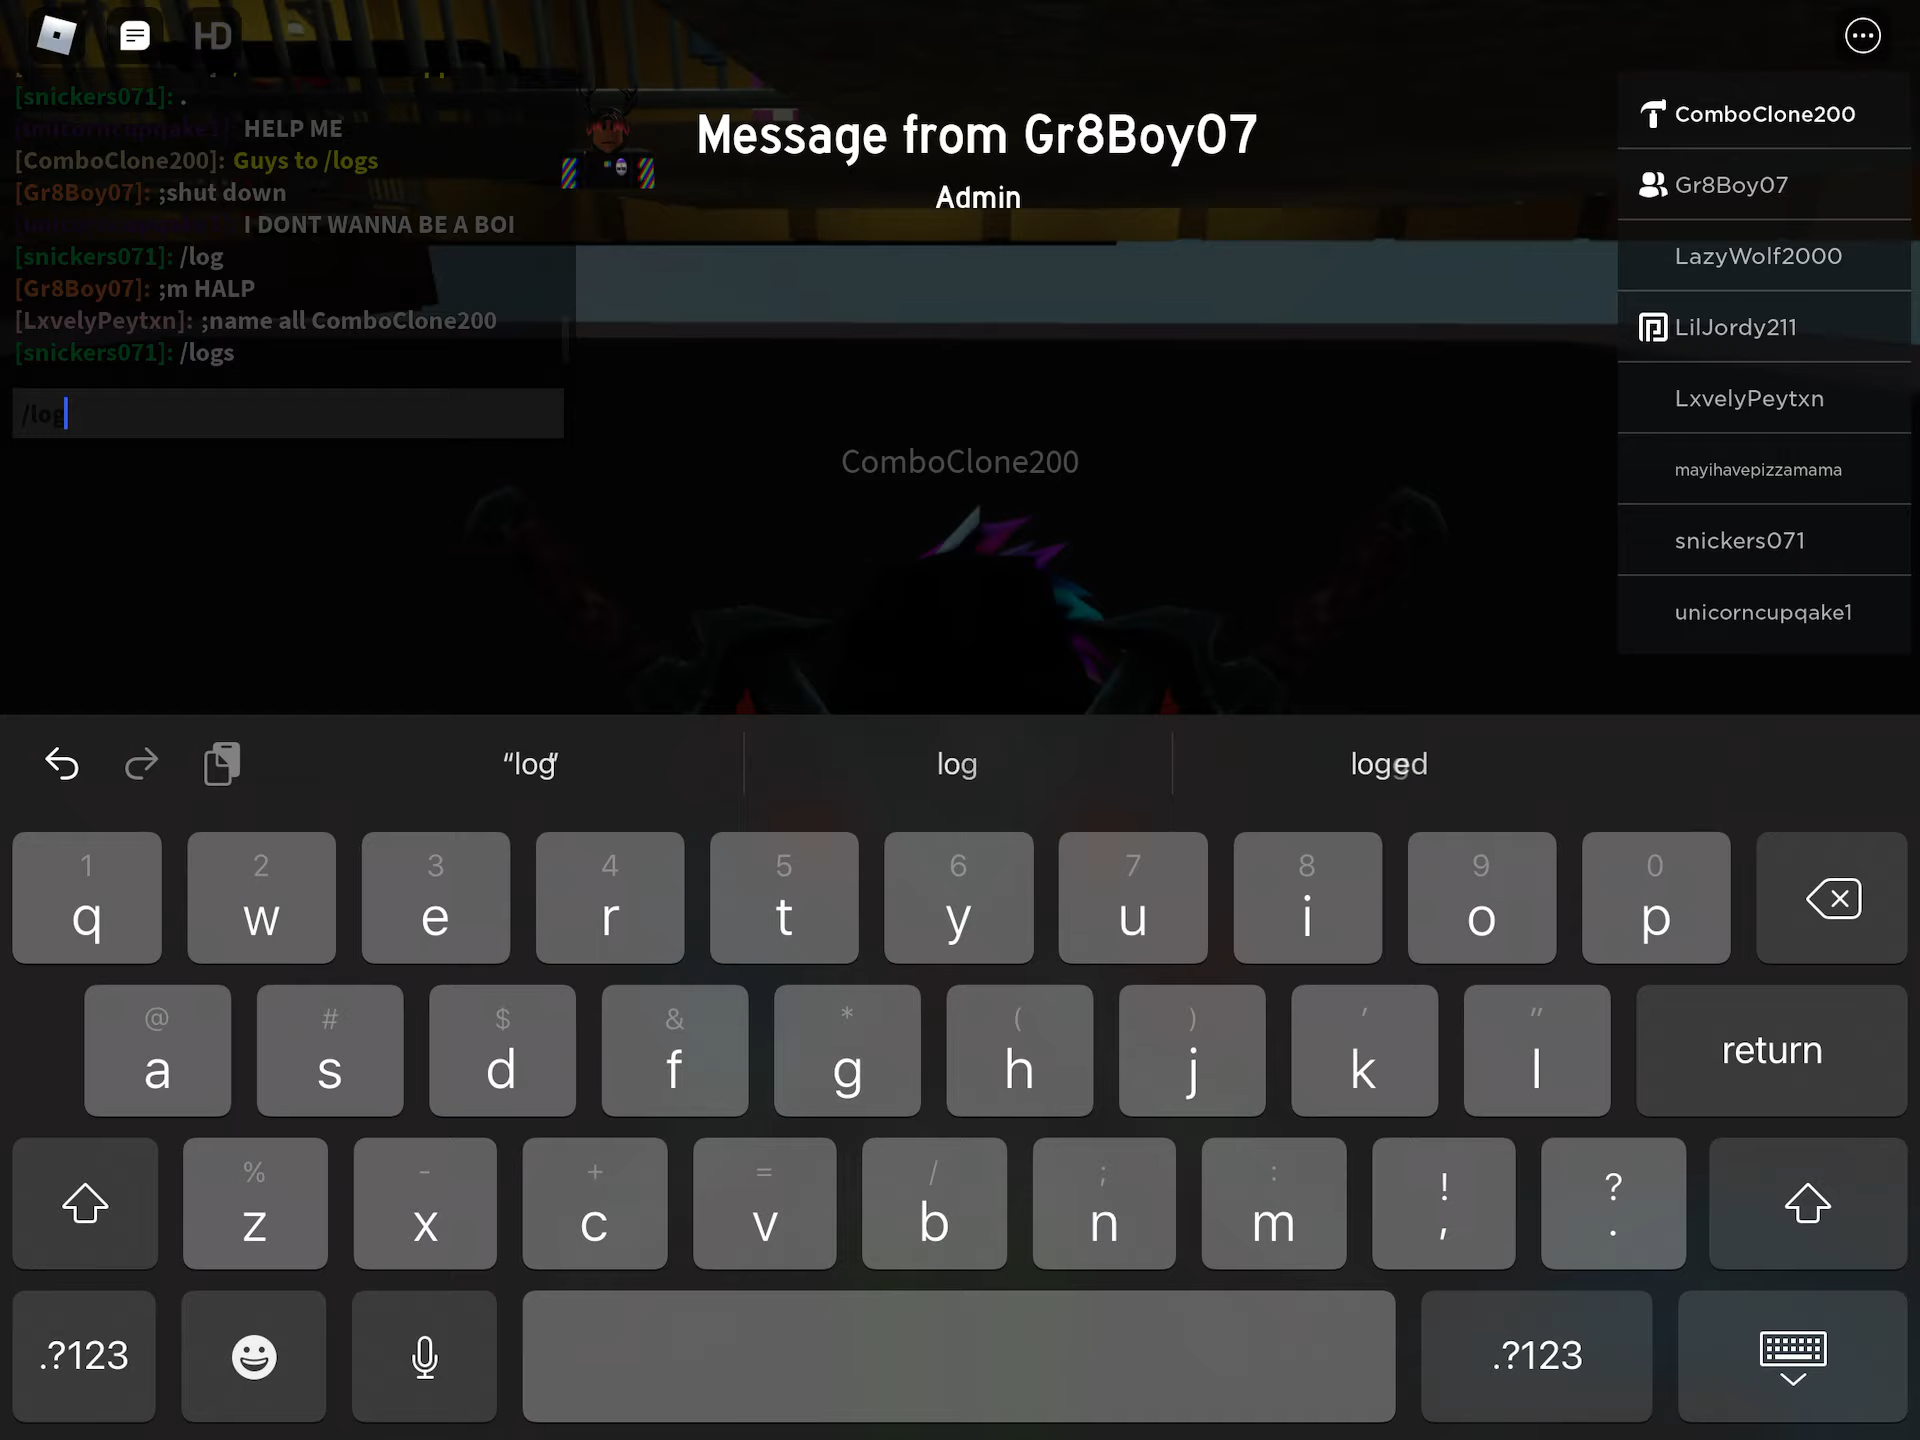 HD
[snickers071]: .
[unicorncupqake1]: HELP ME
[ComboClone200]: Guys to /logs
[Gr8Boy07]: ;shut down
[unicorncupqake1]: I DONT WANNA BE A BOI
[snickers071]: /log
[Gr8Boy07]: ;m HALP
[LxvelyPeytxn]: ;name all ComboClone200
[snickers071]: /logs
/log
Message from Gr8Boy07
Admin
ComboClone200
ComboClone200
Gr8Boy07
LazyWolf2000
LilJordy211
LxvelyPeytxn
mayihavepizzamama
snickers071
unicorncupqake1
“log” log
1 2 3 4 5 6 7 8 9 0
q w e r t y u i o p
@ # $ & * ( ) ' "
a s d f g h j k l return
% - + = / ; : ! ?
z x c v b n m , .
.?123 .?123